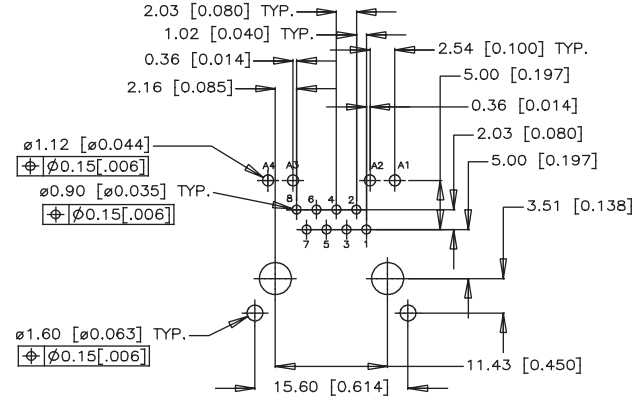 2.03 [0.080] TYP.
1.02 [0.040] TYP.
0.36 [0.014]
2.54 [0.100] TYP.
5.00 [0.197]
2.16 [0.085]
0.36 [0.014]
2.03 [0.080]
ø1.12 [ø0.044]
5.00 [0.197]
⌖ Ø0.15[.006]
A4 A3 A2 A1
ø0.90 [ø0.035] TYP.
8 6 4 2
3.51 [0.138]
⌖ Ø0.15[.006]
7 5 3 1
ø1.60 [ø0.063] TYP.
⌖ Ø0.15[.006]
11.43 [0.450]
15.60 [0.614]